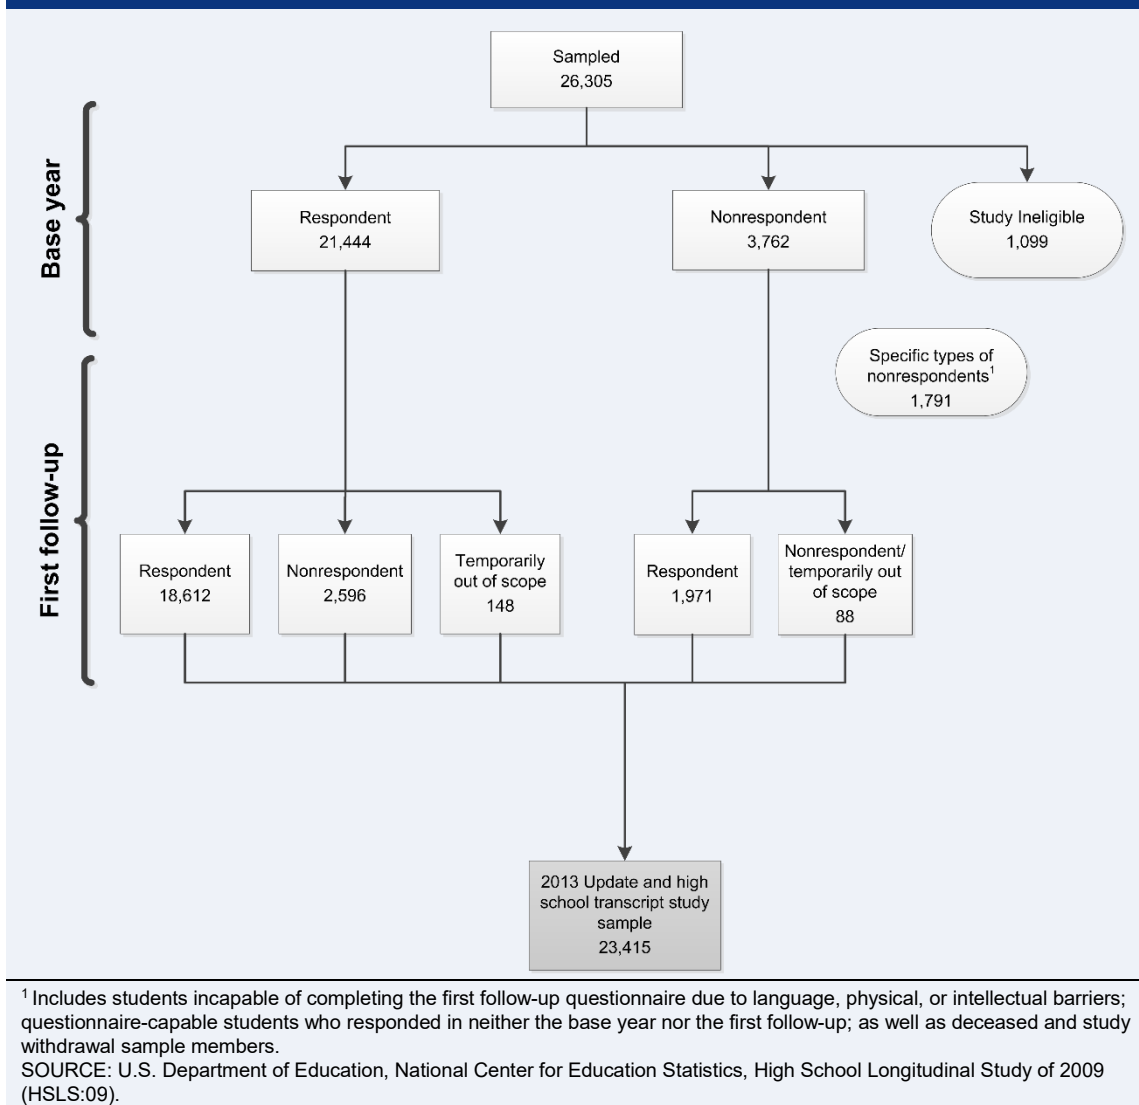 Sampled
26,305
Base year
Respondent
21,444
Nonrespondent
3,762
Study Ineligible
1,099
Specific types of
nonrespondents¹
1,791
First follow-up
Respondent
18,612
Nonrespondent
2,596
Temporarily
out of scope
148
Respondent
1,971
Nonrespondent/
temporarily out
of scope
88
2013 Update and high
school transcript study
sample
23,415
¹ Includes students incapable of completing the first follow-up questionnaire due to language, physical, or intellectual barriers;
questionnaire-capable students who responded in neither the base year nor the first follow-up; as well as deceased and study
withdrawal sample members.
SOURCE: U.S. Department of Education, National Center for Education Statistics, High School Longitudinal Study of 2009
(HSLS:09).